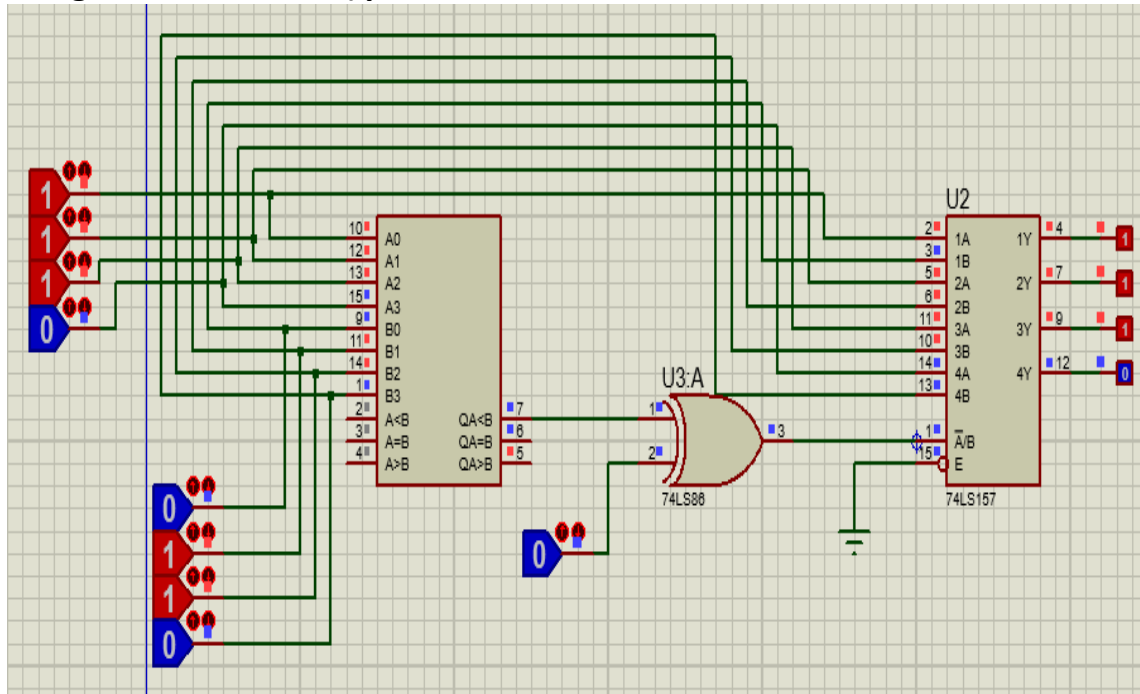 1
1
1
0
10 A0
12 A1
13 A2
15 A3
9 B0
11 B1
14 B2
1 B3
2 A<B QA<B 7
3 A=B QA=B 6
4 A>B QA>B 5
0
1
1
0
U3:A
1
2
3
74LS86
0
U2
2 1A 1Y 4 1
3 1B
5 2A 2Y 7 1
6 2B
11 3A 3Y 9 1
10 3B
14 4A 4Y 12 0
13 4B
1 A/B
15 E
74LS157